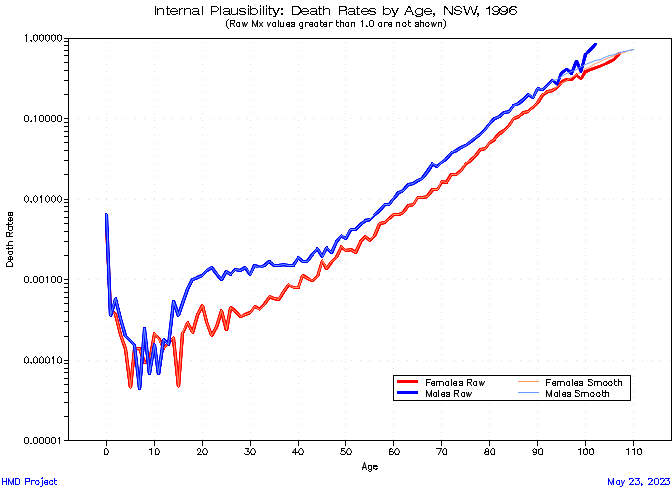 Internal Plausibility: Death Rates by Age, NSW, 1996
(Raw Mx values greater than 1.0 are not shown)
1.00000
0.10000
0.01000
0.00100
0.00010
0.00001
Death Rates
0 10 20 30 40 50 60 70 80 90 100 110
Age
Females Raw Females Smooth
Males Raw Males Smooth
HMD Project May 23, 2023